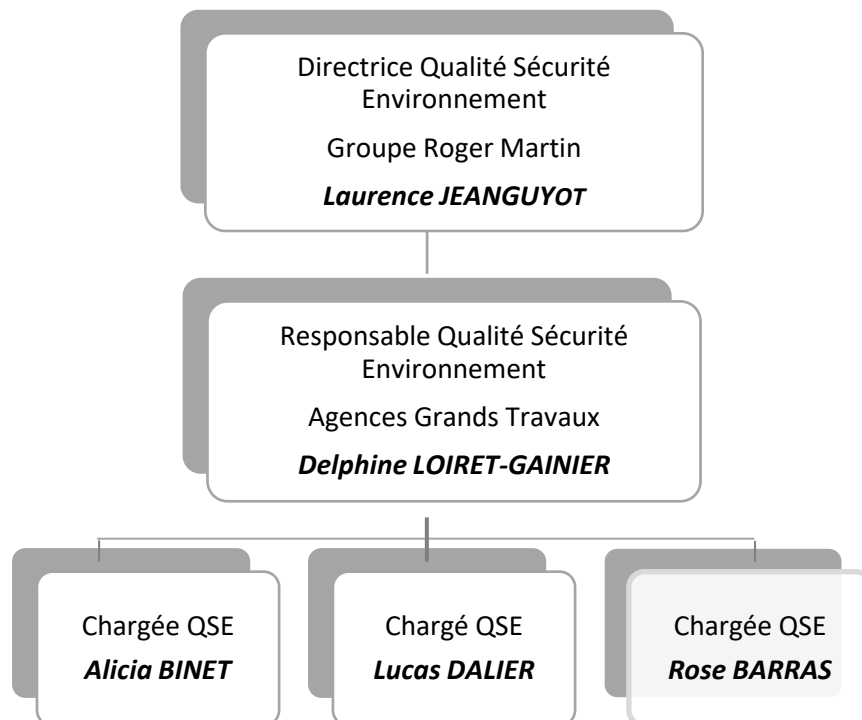 Directrice Qualité Sécurité
Environnement
Groupe Roger Martin
Laurence JEANGUYOT
Responsable Qualité Sécurité
Environnement
Agences Grands Travaux
Delphine LOIRET-GAINIER
Chargée QSE
Alicia BINET
Chargé QSE
Lucas DALIER
Chargée QSE
Rose BARRAS